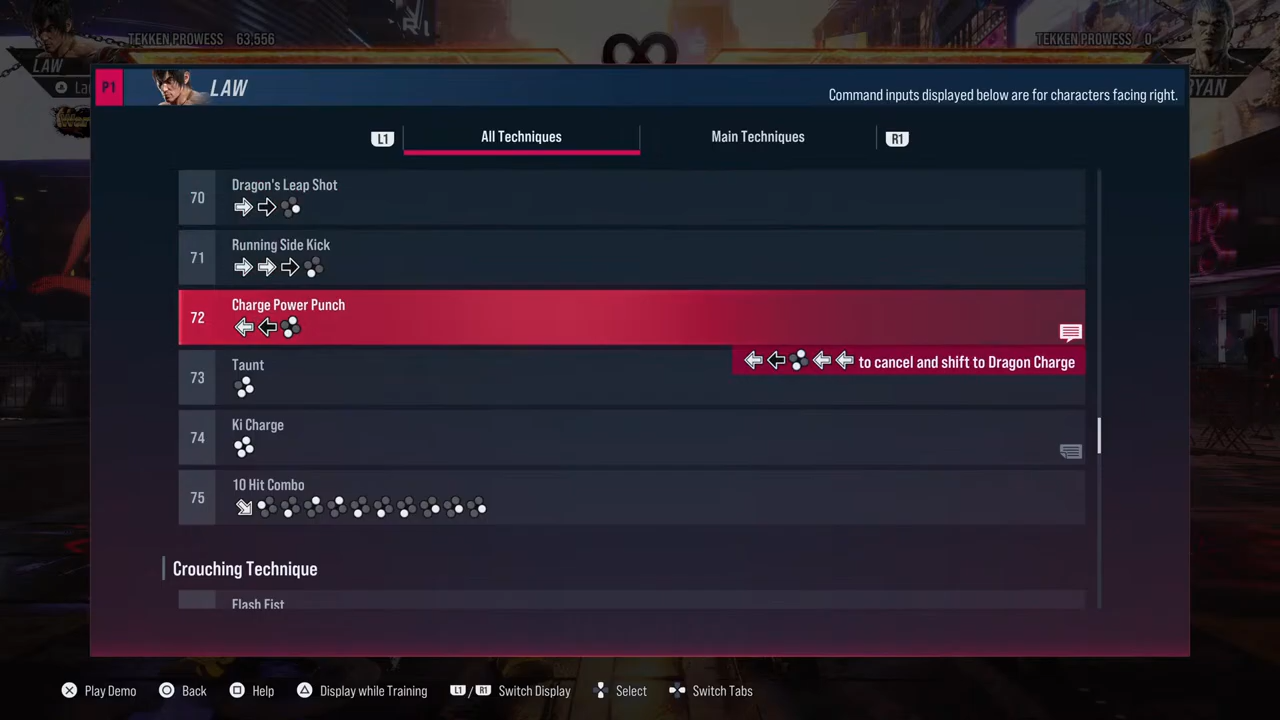 TEKKEN PROWESS 63,556
TEKKEN PROWESS 0
LAW
P1
LAW
Command inputs displayed below are for characters facing right.
L1
All Techniques
Main Techniques
R1
70
Dragon's Leap Shot
71
Running Side Kick
72
Charge Power Punch
to cancel and shift to Dragon Charge
73
Taunt
74
Ki Charge
75
10 Hit Combo
Crouching Technique
Flash Fist
Play Demo
Back
Help
Display while Training
L1 / R1 Switch Display
Select
Switch Tabs